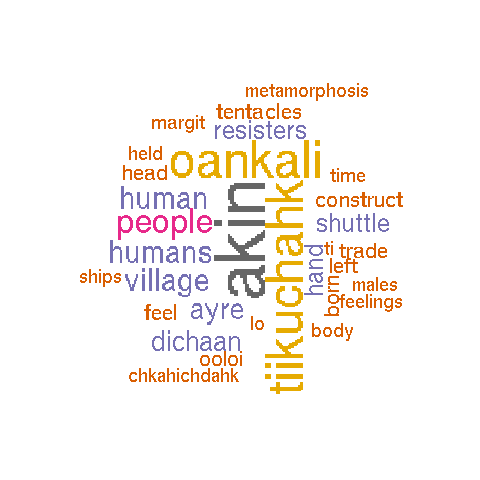 metamorphosis
tentacles
margit
resisters
held
oankali
head
time
human
akin
tiikuchahk
construct
people
shuttle
humans
hand
ti
trade
left
ships
village
born
males
feelings
feel
ayre
lo
body
dichaan
ooloi
chkahichdahk